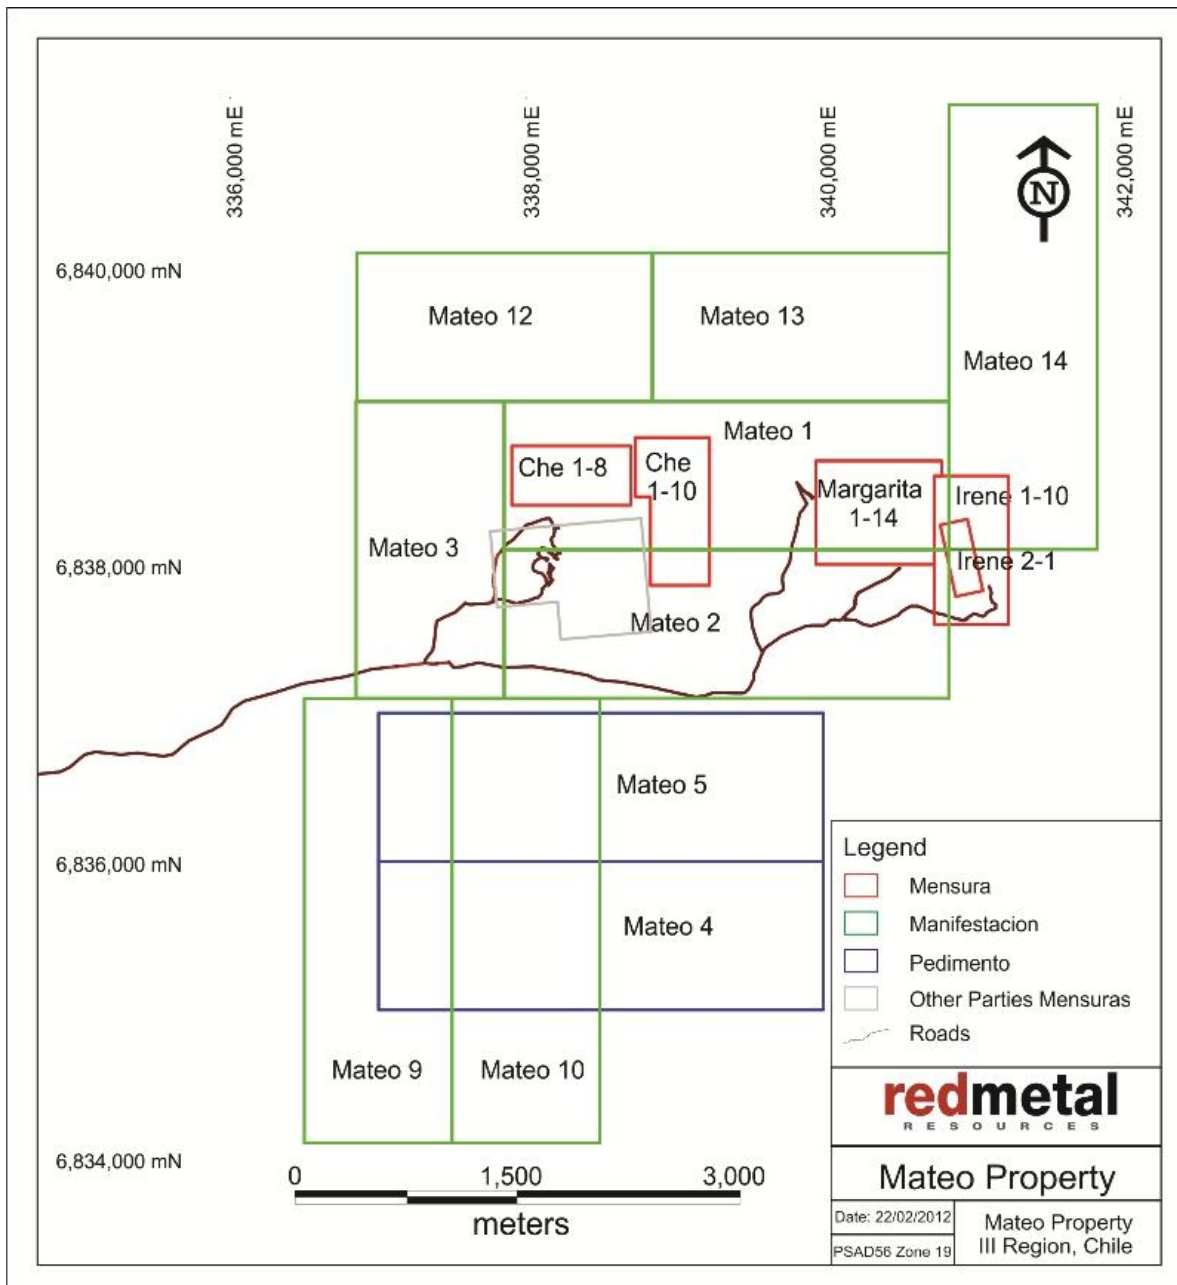 336,000 mE
338,000 mE
340,000 mE
342,000 mE
N
6,840,000 mN
6,838,000 mN
6,836,000 mN
6,834,000 mN
Mateo 12
Mateo 13
Mateo 14
Mateo 1
Che 1-8
Che
1-10
Margarita
1-14
Irene 1-10
Mateo 3
Irene 2-1
Mateo 2
Mateo 5
Mateo 4
Mateo 9
Mateo 10
Legend
Mensura
Manifestacion
Pedimento
Other Parties Mensuras
Roads
redmetal
RESOURCES
Mateo Property
Date: 22/02/2012
PSAD56 Zone 19
Mateo Property
III Region, Chile
0
1,500
3,000
meters